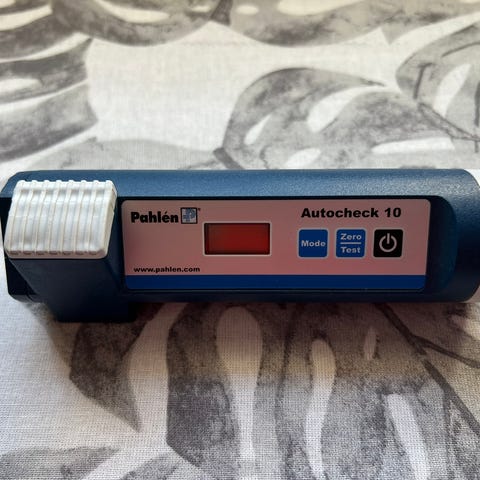 Pahlén
Autocheck 10
Mode
Zero
Test
www.pahlen.com